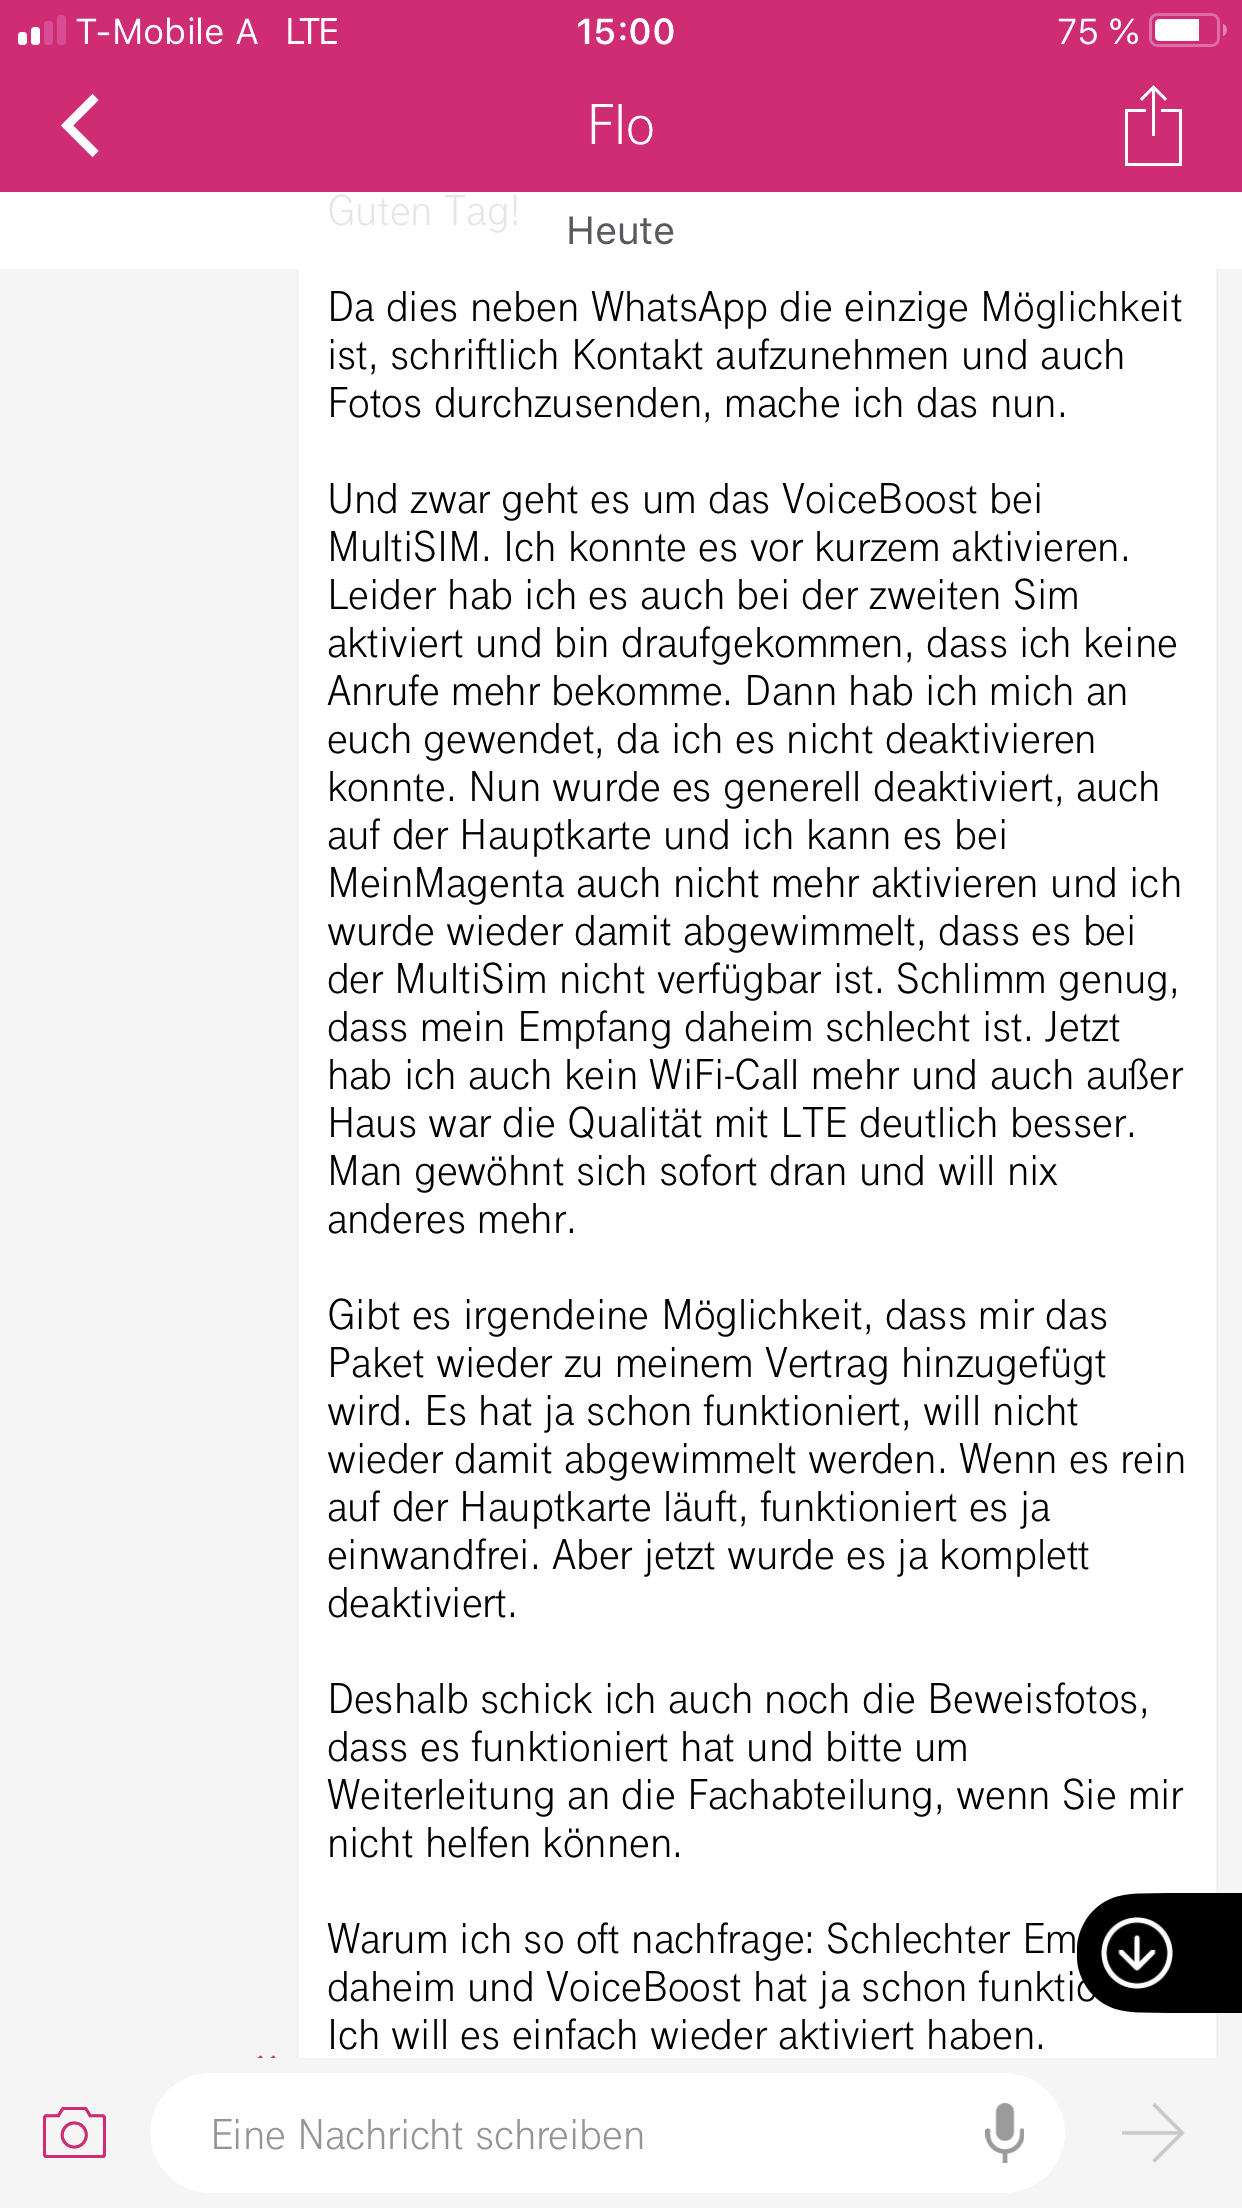 T-Mobile A LTE 15:00 75 %
Flo
Guten Tag!
Heute
Da dies neben WhatsApp die einzige Möglichkeit
ist, schriftlich Kontakt aufzunehmen und auch
Fotos durchzusenden, mache ich das nun.
Und zwar geht es um das VoiceBoost bei
MultiSIM. Ich konnte es vor kurzem aktivieren.
Leider hab ich es auch bei der zweiten Sim
aktiviert und bin draufgekommen, dass ich keine
Anrufe mehr bekomme. Dann hab ich mich an
euch gewendet, da ich es nicht deaktivieren
konnte. Nun wurde es generell deaktiviert, auch
auf der Hauptkarte und ich kann es bei
MeinMagenta auch nicht mehr aktivieren und ich
wurde wieder damit abgewimmelt, dass es bei
der MultiSim nicht verfügbar ist. Schlimm genug,
dass mein Empfang daheim schlecht ist. Jetzt
hab ich auch kein WiFi-Call mehr und auch außer
Haus war die Qualität mit LTE deutlich besser.
Man gewöhnt sich sofort dran und will nix
anderes mehr.
Gibt es irgendeine Möglichkeit, dass mir das
Paket wieder zu meinem Vertrag hinzugefügt
wird. Es hat ja schon funktioniert, will nicht
wieder damit abgewimmelt werden. Wenn es rein
auf der Hauptkarte läuft, funktioniert es ja
einwandfrei. Aber jetzt wurde es ja komplett
deaktiviert.
Deshalb schick ich auch noch die Beweisfotos,
dass es funktioniert hat und bitte um
Weiterleitung an die Fachabteilung, wenn Sie mir
nicht helfen können.
Warum ich so oft nachfrage: Schlechter Em
daheim und VoiceBoost hat ja schon funktio
Ich will es einfach wieder aktiviert haben.
Eine Nachricht schreiben